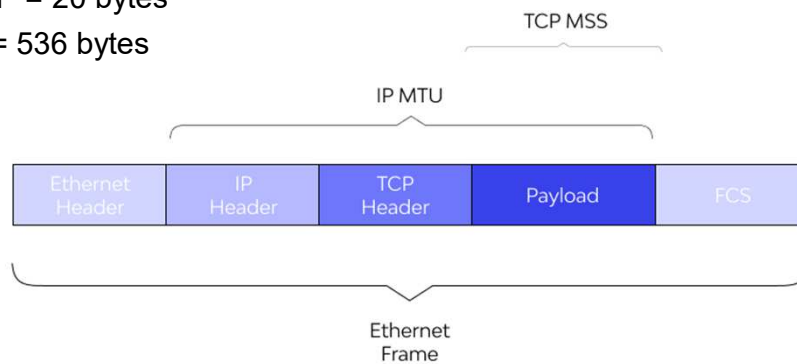 = 20 bytes
= 536 bytes
TCP MSS
IP MTU
Ethernet
Header
IP
Header
TCP
Header
Payload
FCS
Ethernet
Frame